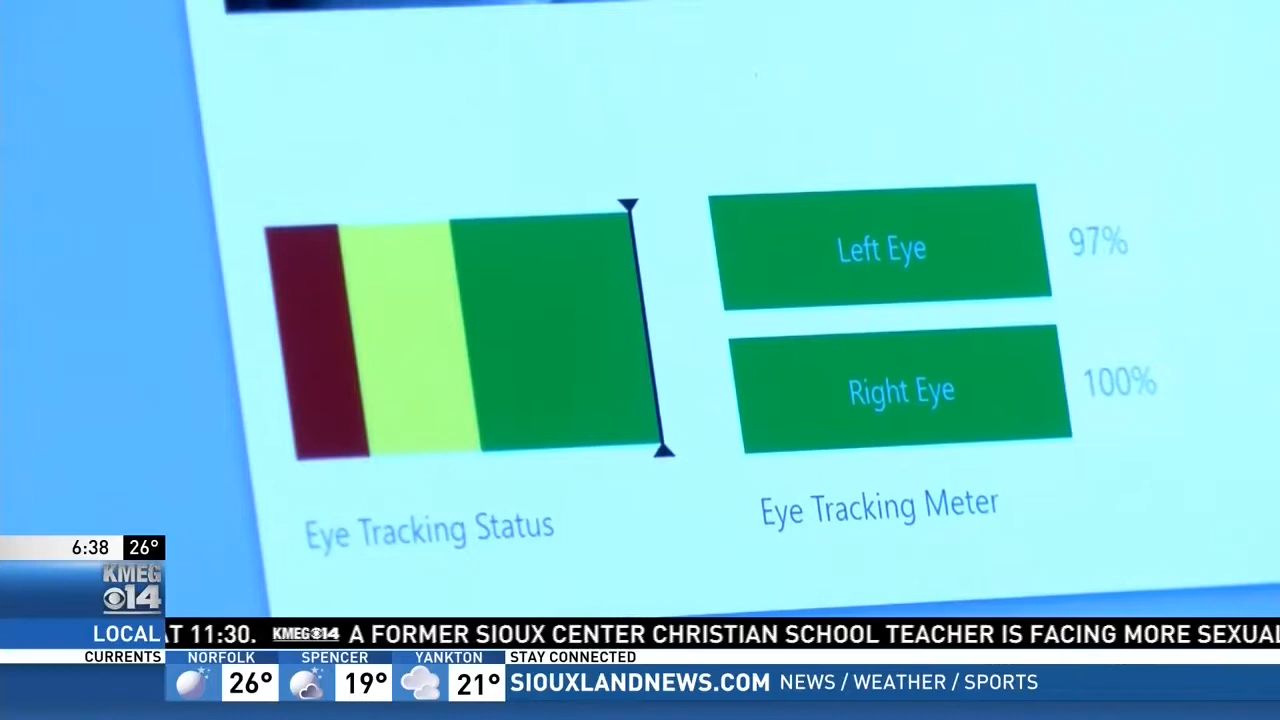 Left Eye
97%
Right Eye
100%
Eye Tracking Status
Eye Tracking Meter
6:38 26°
KMEG
14
LOCAL
AT 11:30. KMEG 14 A FORMER SIOUX CENTER CHRISTIAN SCHOOL TEACHER IS FACING MORE SEXUAL
CURRENTS NORFOLK SPENCER YANKTON STAY CONNECTED
26° 19° 21° SIOUXLANDNEWS.COM NEWS / WEATHER / SPORTS